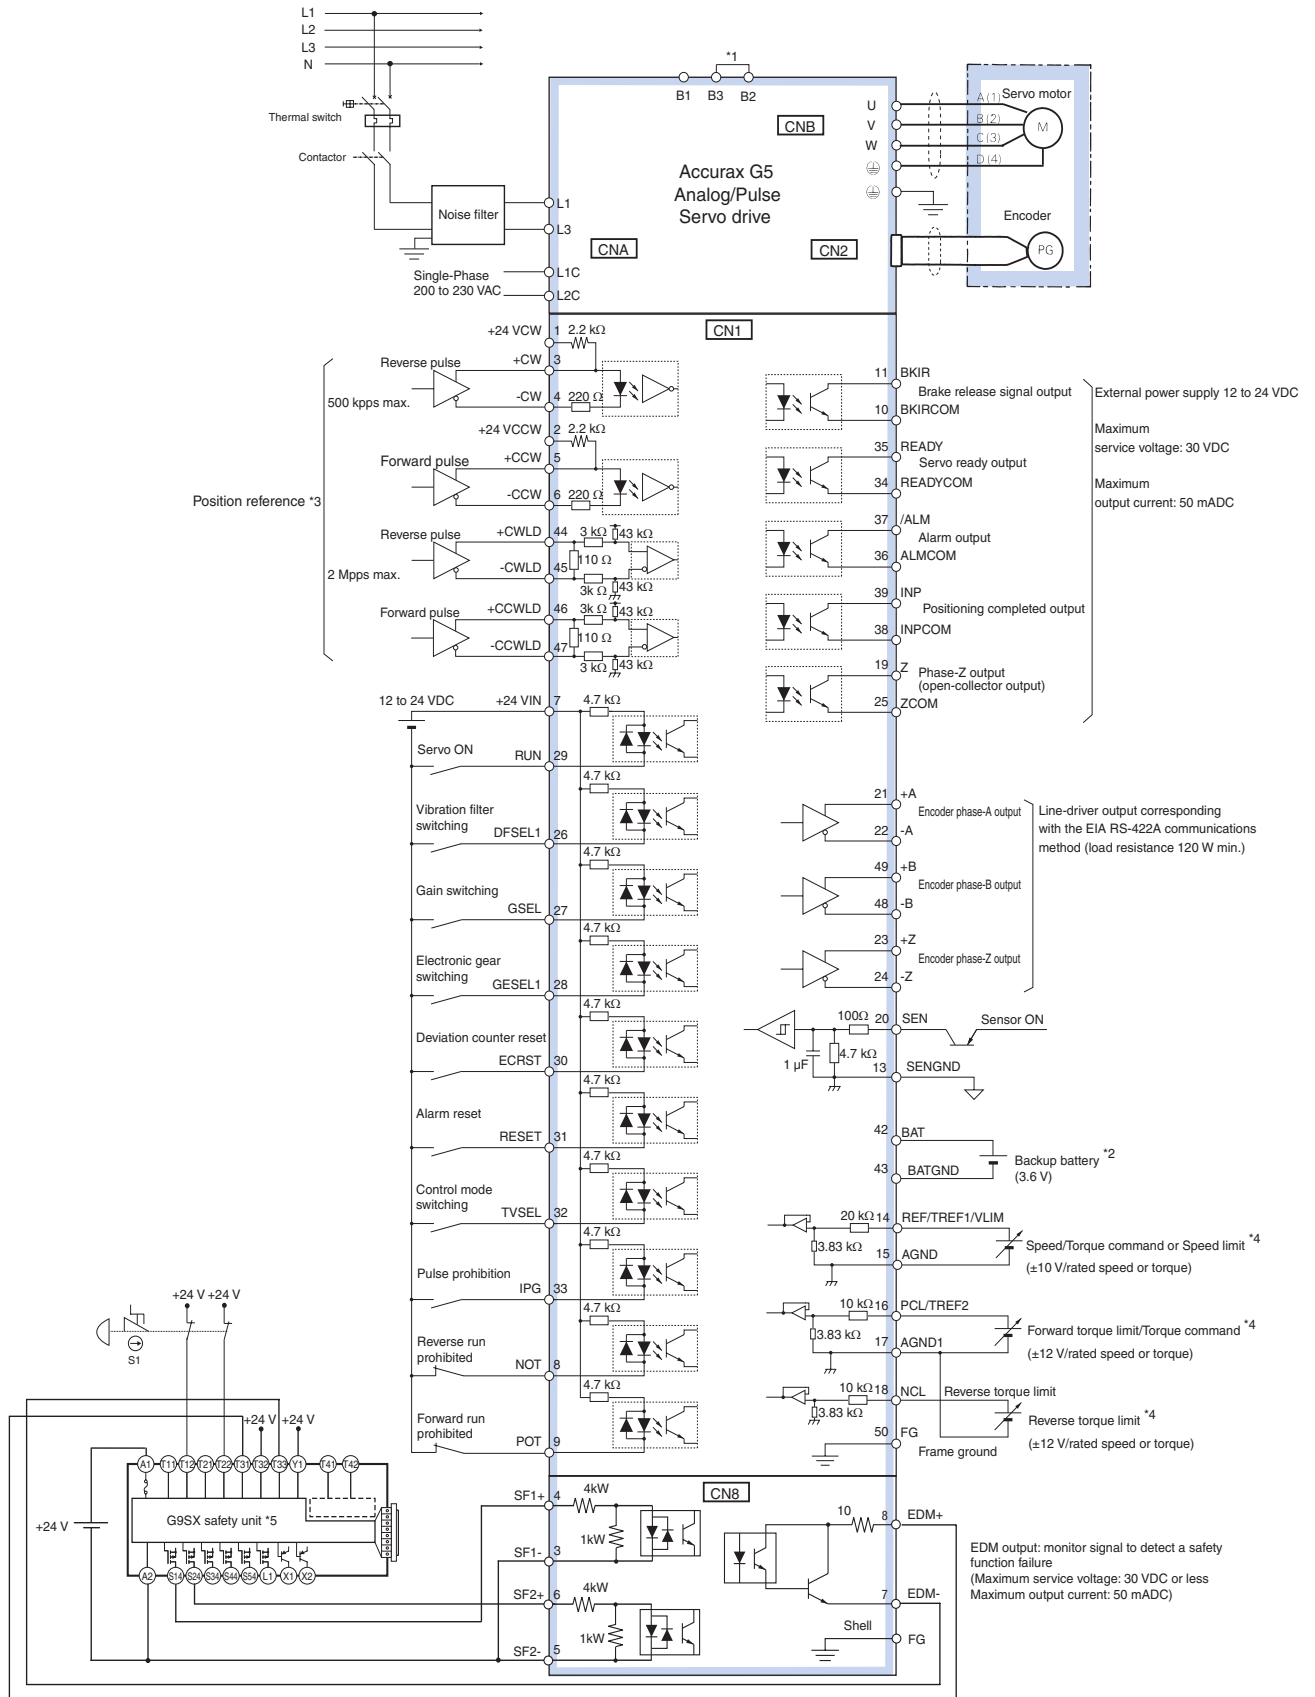 L1
L2
L3
N
Thermal switch
Contactor
Noise filter
L1
L3
Single-Phase
200 to 230 VAC
L1C
L2C
*1
B1 B3 B2
CNB
CNA
CN2
Accurax G5
Analog/Pulse
Servo drive
U
V
W
A (1)
B (2)
C (3)
D (4)
Servo motor
M
Encoder
PG
CN1
+24 VCW 1 2.2 kΩ
Reverse pulse +CW 3
500 kpps max.
-CW 4 220 Ω
+24 VCCW 2 2.2 kΩ
Forward pulse +CCW 5
-CCW 6 220 Ω
Position reference *3
Reverse pulse +CWLD 44 3 kΩ 43 kΩ
110 Ω
2 Mpps max.
-CWLD 45 3k Ω 43 kΩ
Forward pulse +CCWLD 46 3k Ω 43 kΩ
110 Ω
-CCWLD 47 3 kΩ 43 kΩ
12 to 24 VDC +24 VIN 7 4.7 kΩ
Servo ON
RUN 29
4.7 kΩ
Vibration filter
switching
DFSEL1 26
4.7 kΩ
Gain switching
GSEL 27
4.7 kΩ
Electronic gear
switching
GESEL1 28
4.7 kΩ
Deviation counter reset
ECRST 30
4.7 kΩ
Alarm reset
RESET 31
4.7 kΩ
Control mode
switching
TVSEL 32
4.7 kΩ
Pulse prohibition
IPG 33
4.7 kΩ
Reverse run
prohibited
NOT 8
4.7 kΩ
Forward run
prohibited
POT 9
11 BKIR
Brake release signal output
10 BKIRCOM
35 READY
Servo ready output
34 READYCOM
37 /ALM
Alarm output
36 ALMCOM
39 INP
Positioning completed output
38 INPCOM
19 Z
Phase-Z output
(open-collector output)
25 ZCOM
External power supply 12 to 24 VDC
Maximum
service voltage: 30 VDC
Maximum
output current: 50 mADC
21 +A
Encoder phase-A output
22 -A
49 +B
Encoder phase-B output
48 -B
23 +Z
Encoder phase-Z output
24 -Z
Line-driver output corresponding
with the EIA RS-422A communications
method (load resistance 120 W min.)
100Ω 20 SEN Sensor ON
1 µF 4.7 kΩ
13 SENGND
42 BAT
43 BATGND
Backup battery *2
(3.6 V)
20 kΩ 14 REF/TREF1/VLIM
3.83 kΩ
15 AGND
Speed/Torque command or Speed limit *4
(±10 V/rated speed or torque)
10 kΩ 16 PCL/TREF2
3.83 kΩ
17 AGND1
Forward torque limit/Torque command *4
(±12 V/rated speed or torque)
10 kΩ 18 NCL Reverse torque limit
3.83 kΩ
Reverse torque limit *4
(±12 V/rated speed or torque)
50 FG
Frame ground
+24 V +24 V
S1
+24 V +24 V
A1 T11 T12 T21 T22 T31 T32 T33 Y1 T41 T42
G9SX safety unit *5
+24 V
A2 S14 S24 S34 S44 S54 L1 X1 X2
CN8
SF1+ 4 4kW
1kW
SF1- 3
SF2+ 6 4kW
1kW
SF2- 5
10 8 EDM+
7 EDM-
Shell
FG
EDM output: monitor signal to detect a safety
function failure
(Maximum service voltage: 30 VDC or less
Maximum output current: 50 mADC)